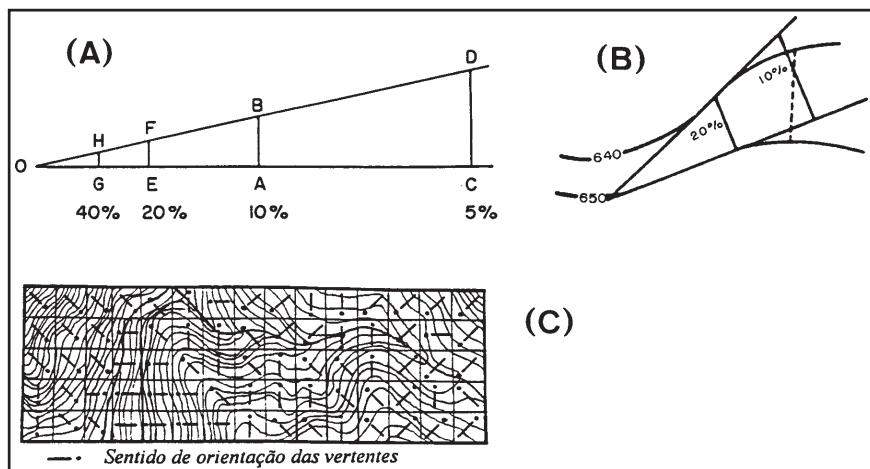 (A)
D
B
F
H
O
G E A C
40% 20% 10% 5%
(B)
10%
20%
640
650
(C)
Sentido de orientação das vertentes